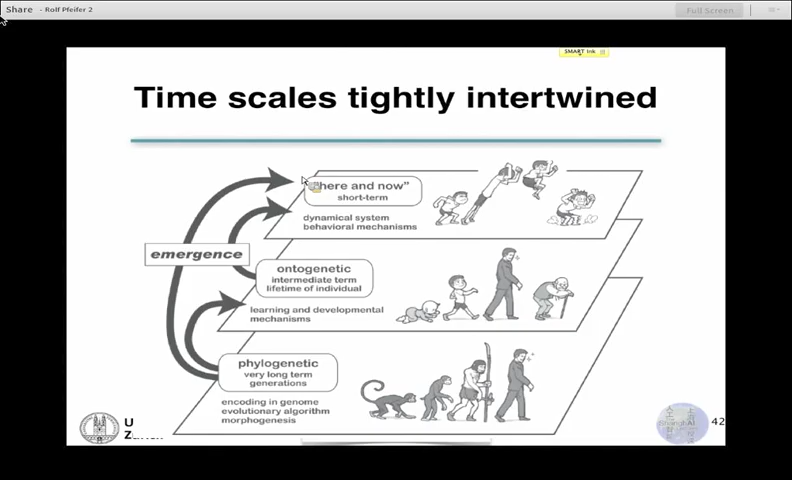 Share - Rolf Pfeifer 2
Full Screen
SMART Ink
Time scales tightly intertwined
"here and now"
short-term
dynamical system
behavioral mechanisms
emergence
ontogenetic
intermediate term
lifetime of individual
learning and developmental
mechanisms
phylogenetic
very long term
generations
encoding in genome
evolutionary algorithm
morphogenesis
U
ShanghAI
42